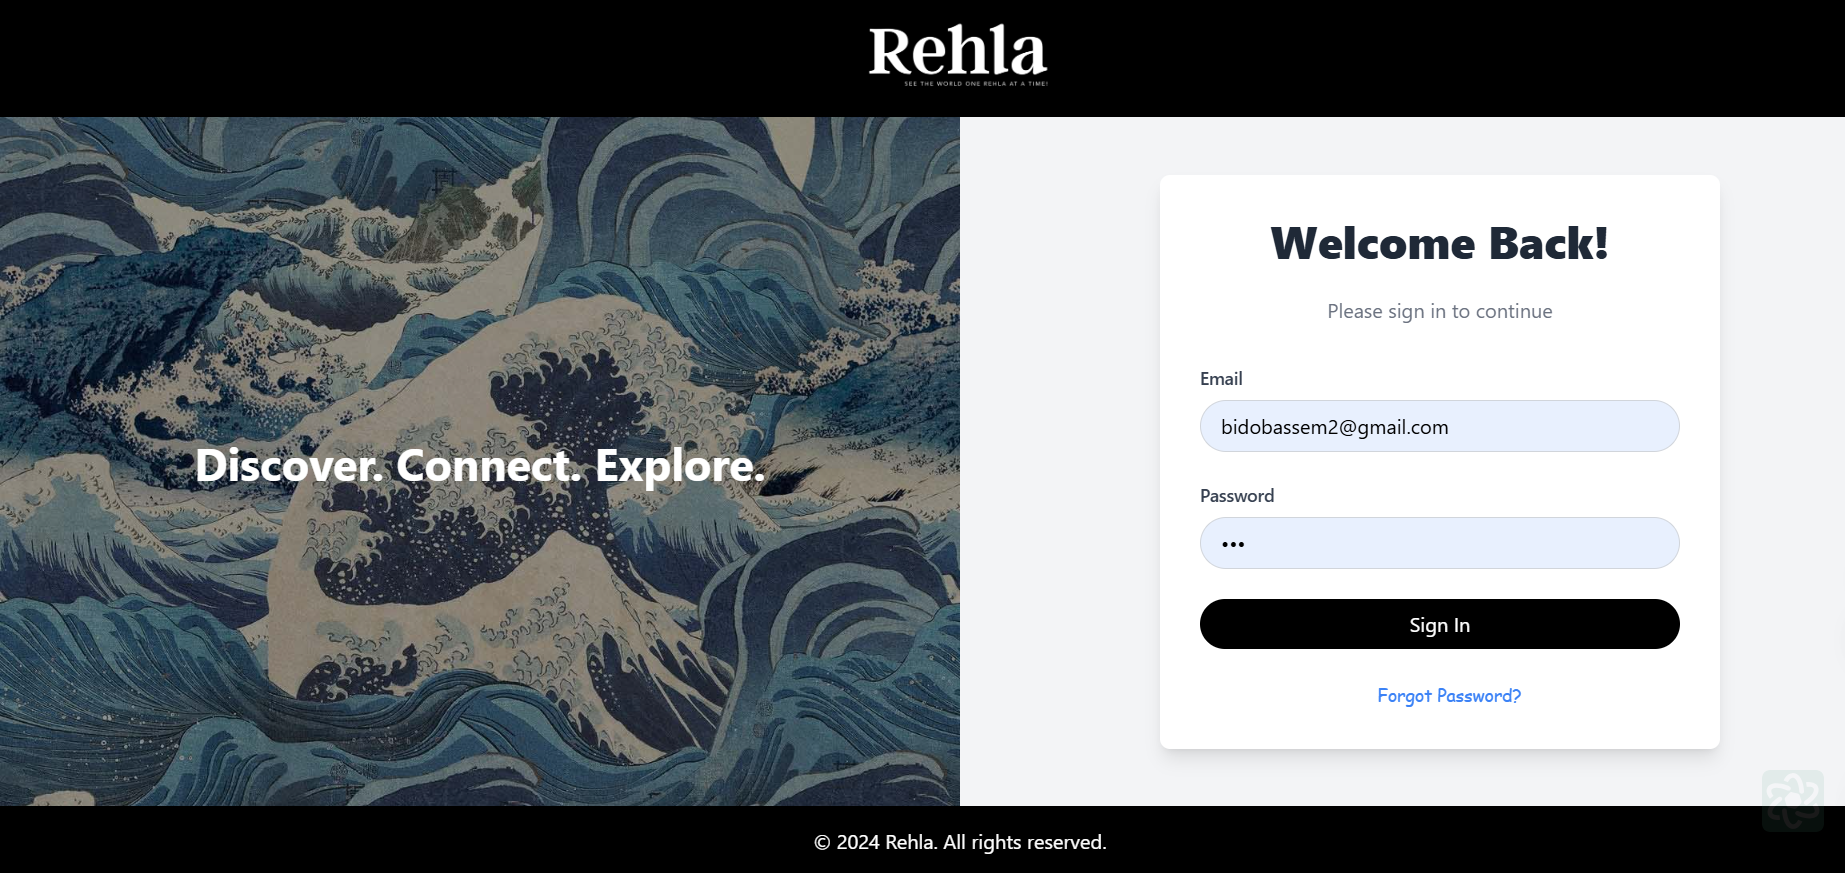 Rehla
SEE THE WORLD ONE REHLA AT A TIME!
Discover. Connect. Explore.
Welcome Back!
Please sign in to continue
Email
bidobassem2@gmail.com
Password
•••
Sign In
Forgot Password?
© 2024 Rehla. All rights reserved.